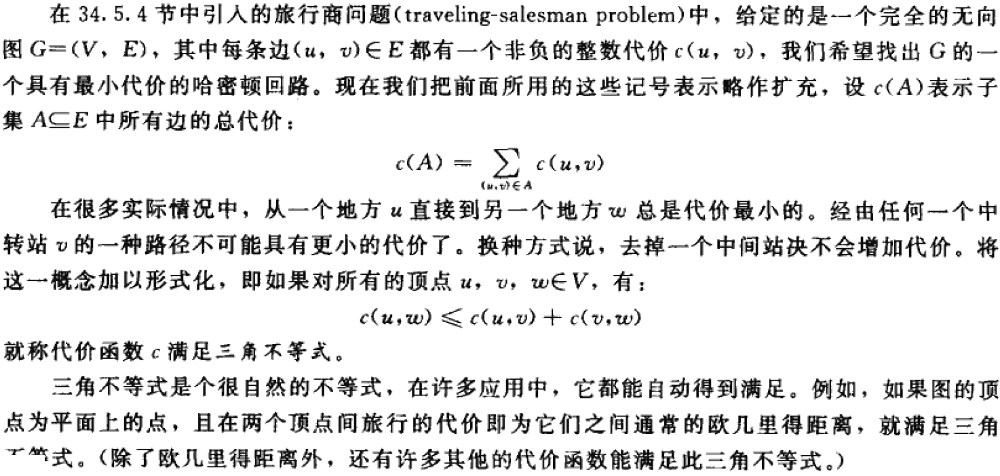 在 34.5.4 节中引入的旅行商问题(traveling-salesman problem)中，给定的是一个完全的无向
图 G=(V，E)，其中每条边(u，v)∈E 都有一个非负的整数代价 c(u，v)，我们希望找出 G 的一
个具有最小代价的哈密顿回路。现在我们把前面所用的这些记号表示略作扩充，设 c(A)表示子
集 A⊆E 中所有边的总代价：
c(A) = ∑ c(u,v)
(u,v)∈A
在很多实际情况中，从一个地方 u 直接到另一个地方 w 总是代价最小的。经由任何一个中
转站 v 的一种路径不可能具有更小的代价了。换种方式说，去掉一个中间站决不会增加代价。将
这一概念加以形式化，即如果对所有的顶点 u，v，w∈V，有：
c(u,w) ≤ c(u,v) + c(v,w)
就称代价函数 c 满足三角不等式。
三角不等式是个很自然的不等式，在许多应用中，它都能自动得到满足。例如，如果图的顶
点为平面上的点，且在两个顶点间旅行的代价即为它们之间通常的欧几里得距离，就满足三角
式。（除了欧几里得距离外，还有许多其他的代价函数能满足此三角不等式。）